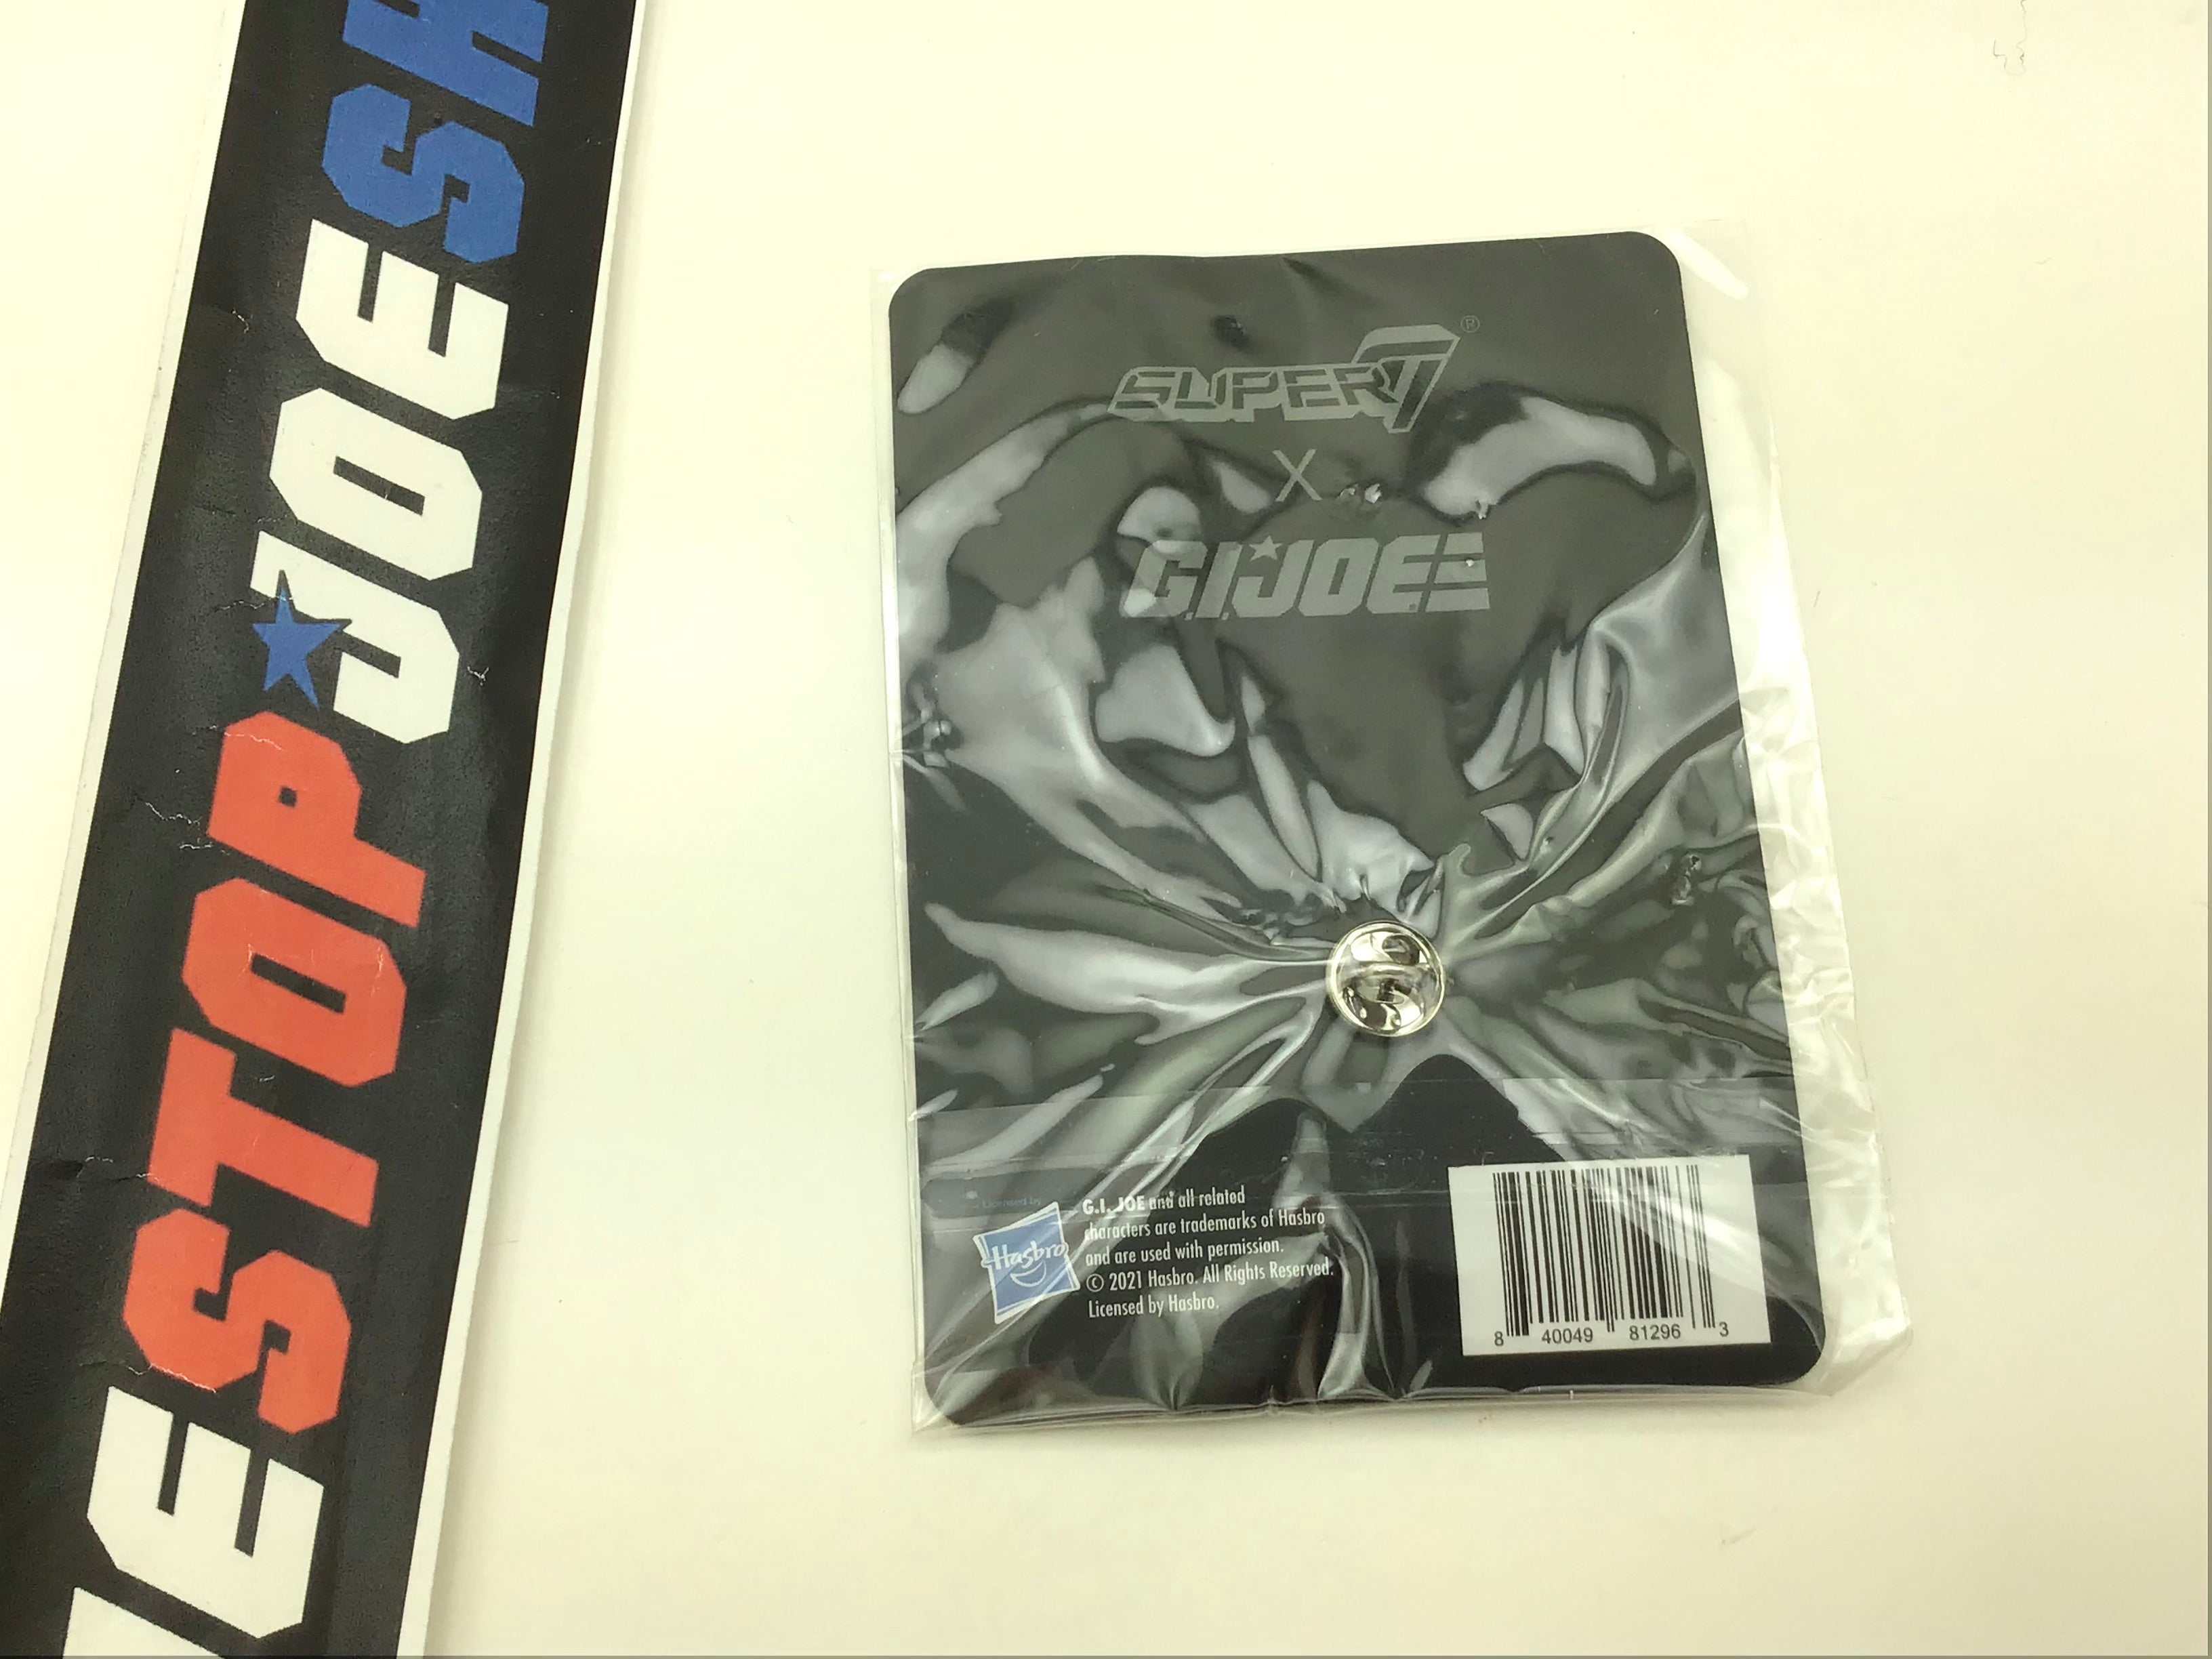 NESTOPJOESH
SUPER7®
X
G.I.JOE
Licensed by
Hasbro
G.I. JOE and all related
characters are trademarks of Hasbro
and are used with permission.
© 2021 Hasbro. All Rights Reserved.
Licensed by Hasbro.
8 40049 81296 3